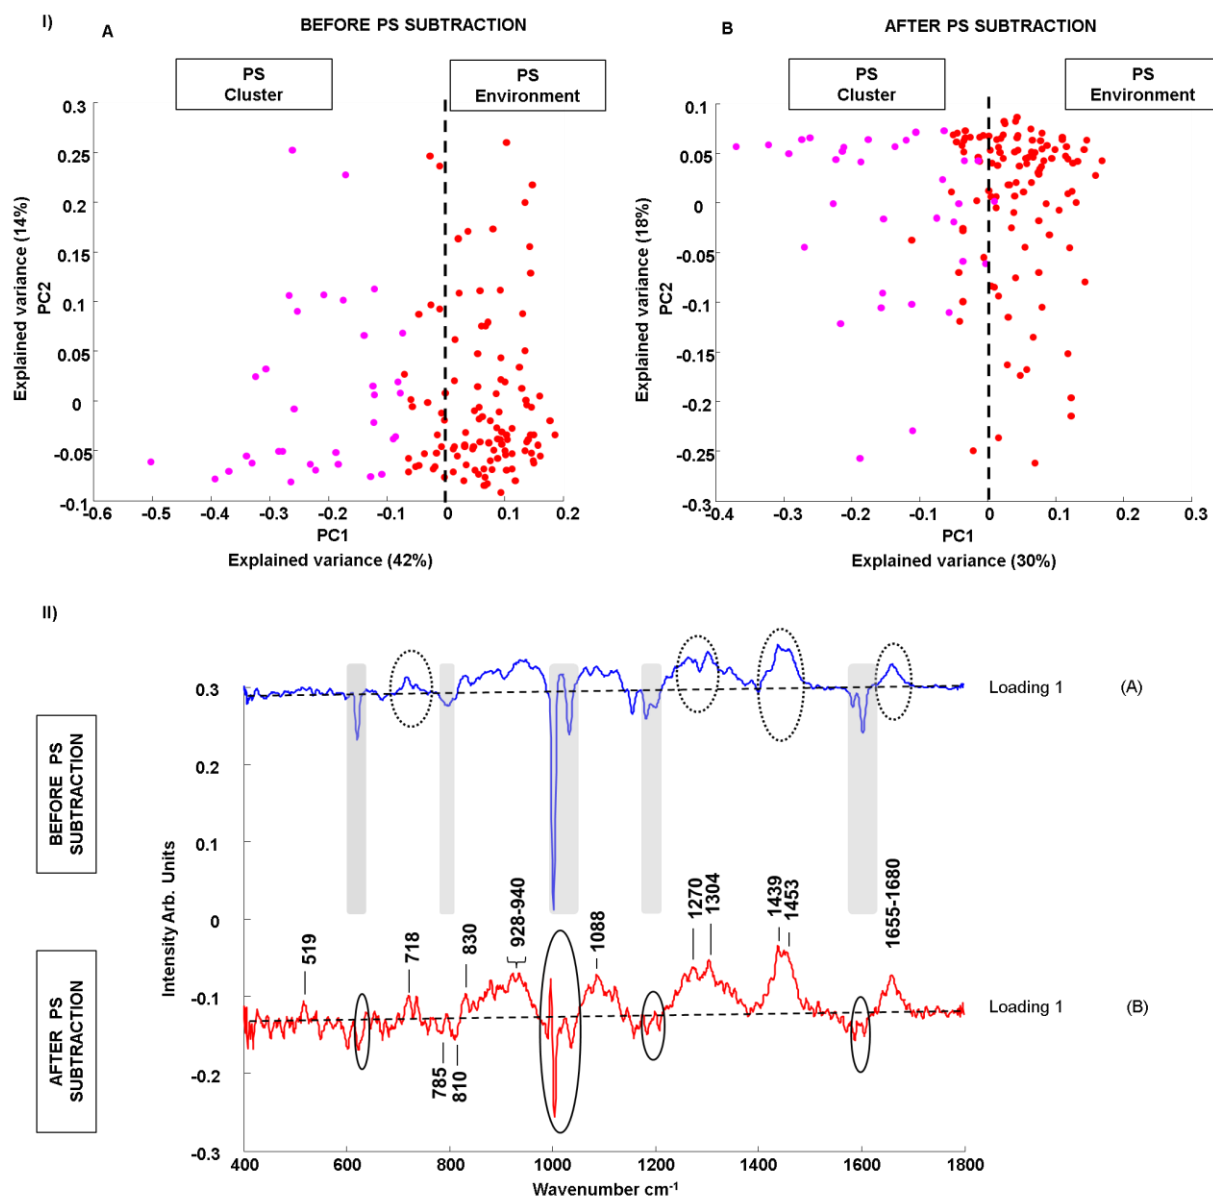 I)
A
BEFORE PS SUBTRACTION
PS
Cluster
PS
Environment
0.3
0.25
0.2
0.15
0.1
0.05
0
-0.05
-0.1
Explained variance (14%)
PC2
-0.6
-0.5
-0.4
-0.3
-0.2
-0.1
0
0.1
0.2
PC1
Explained variance (42%)
B
AFTER PS SUBTRACTION
PS
Cluster
PS
Environment
0.1
0.05
0
-0.05
-0.1
-0.15
-0.2
-0.25
-0.3
Explained variance (18%)
PC2
-0.4
-0.3
-0.2
-0.1
0
0.1
0.2
0.3
PC1
Explained variance (30%)
II)
BEFORE PS
SUBTRACTION
AFTER PS
SUBTRACTION
Intensity Arb. Units
0.3
0.3
0.2
0.1
0
-0.1
-0.2
-0.3
Loading 1
(A)
519
718
830
928-940
1088
1270
1304
1439
1453
1655-1680
785
810
Loading 1
(B)
400
600
800
1000
1200
1400
1600
1800
Wavenumber cm-1